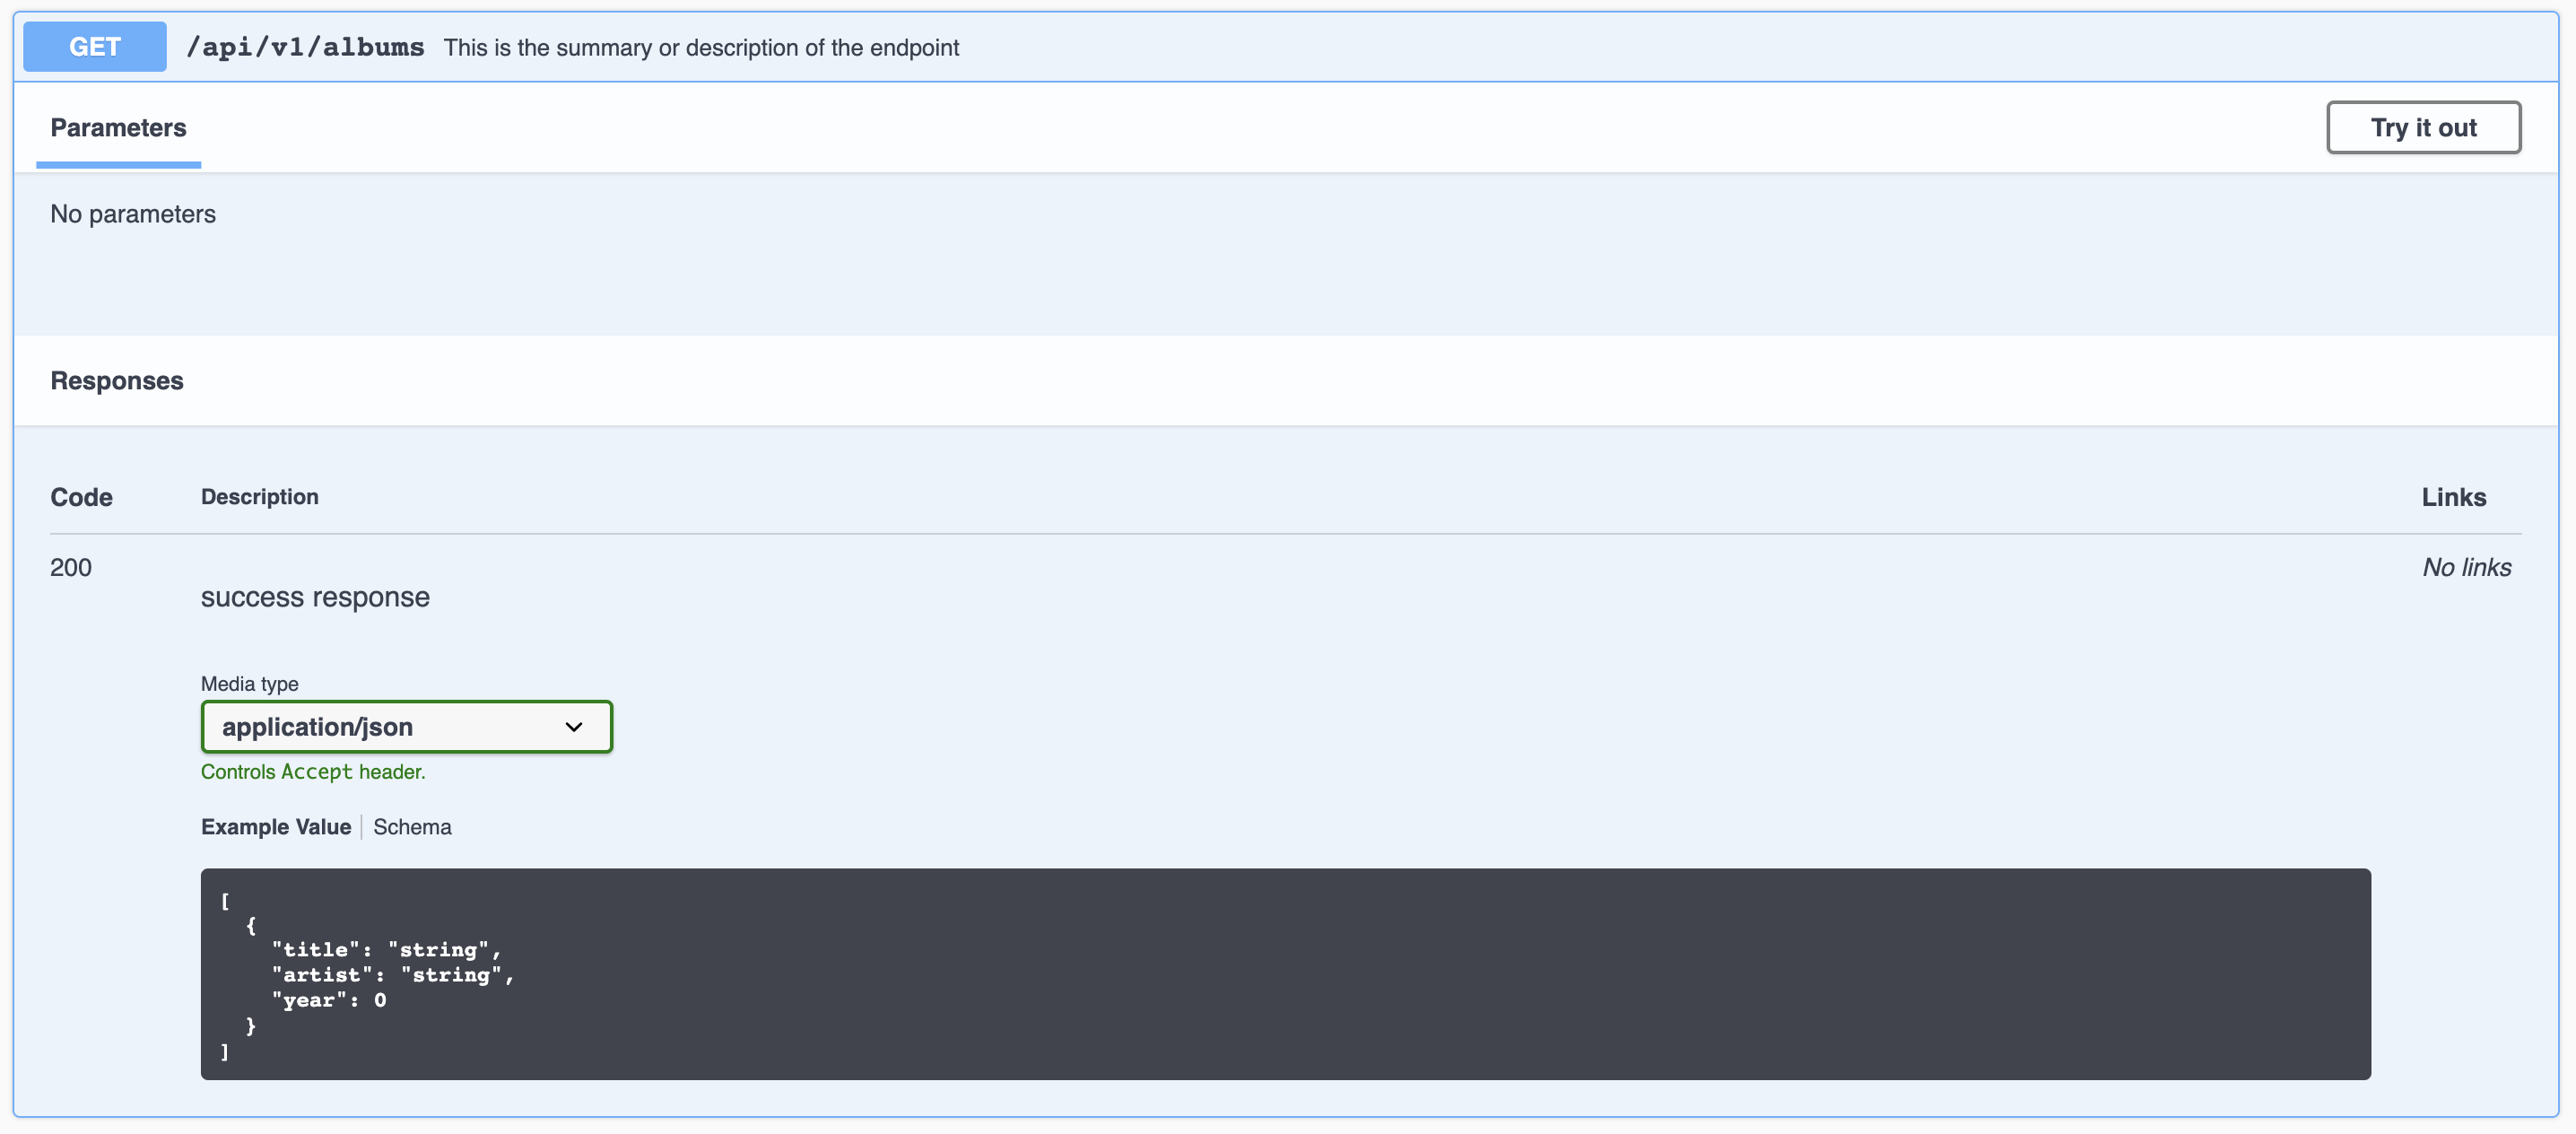 GET /api/v1/albums This is the summary or description of the endpoint
Parameters Try it out
No parameters
Responses
Code Description Links
200 No links
success response
Media type
application/json
Controls Accept header.
Example Value Schema
[
  {
    "title": "string",
    "artist": "string",
    "year": 0
  }
]